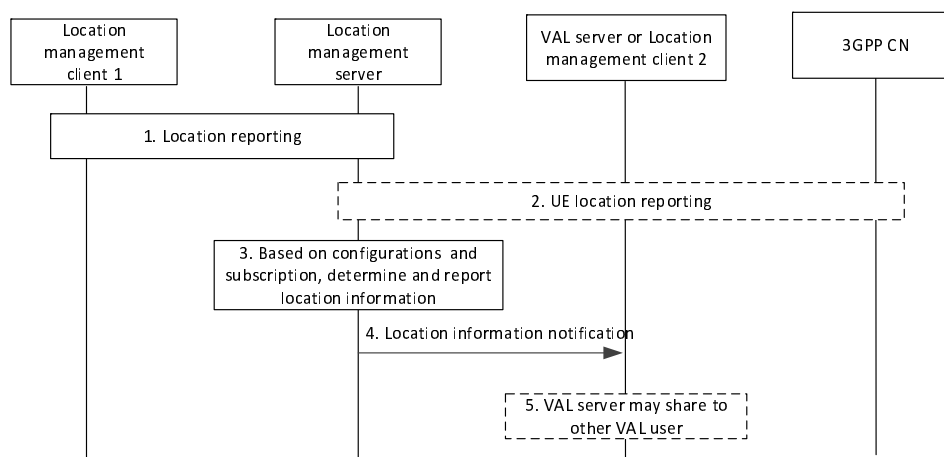 Location
management
client 1
Location
management
server
VAL server or Location
management client 2
3GPP CN
1. Location reporting
2. UE location reporting
3. Based on configurations and
subscription, determine and report
location information
4. Location information notification
5. VAL server may share to
other VAL user